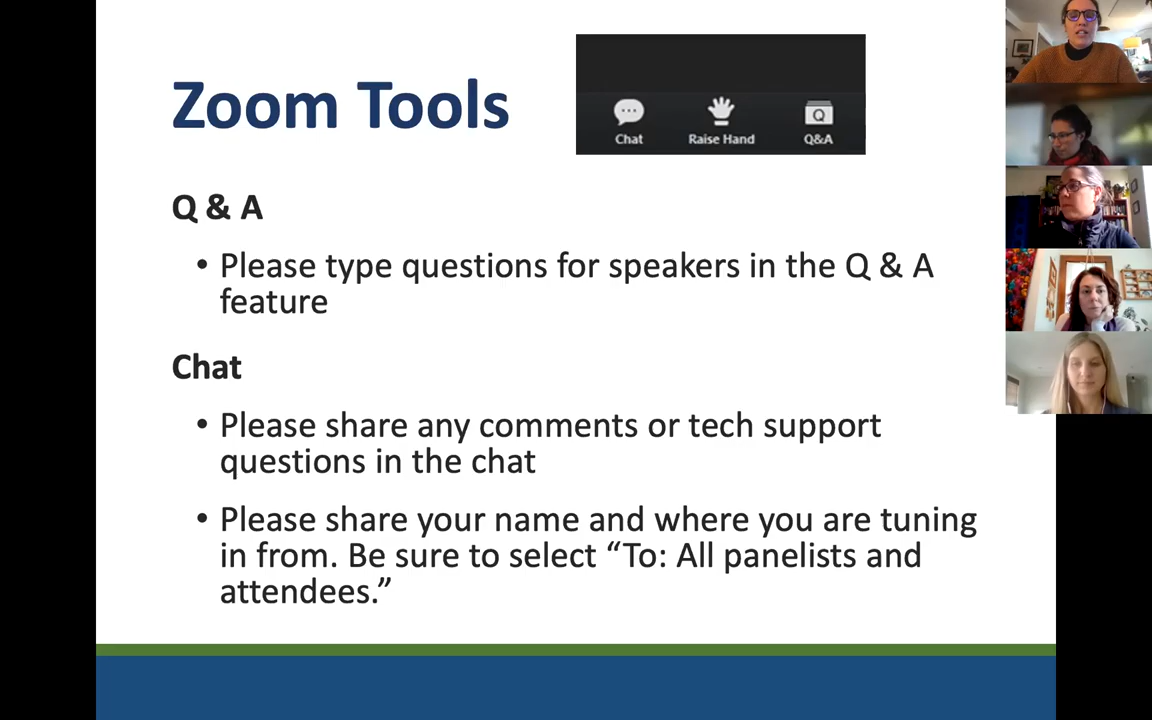 Zoom Tools
Chat
Raise Hand
Q&A
Q & A
• Please type questions for speakers in the Q & A
feature
Chat
• Please share any comments or tech support
questions in the chat
• Please share your name and where you are tuning
in from. Be sure to select “To: All panelists and
attendees.”